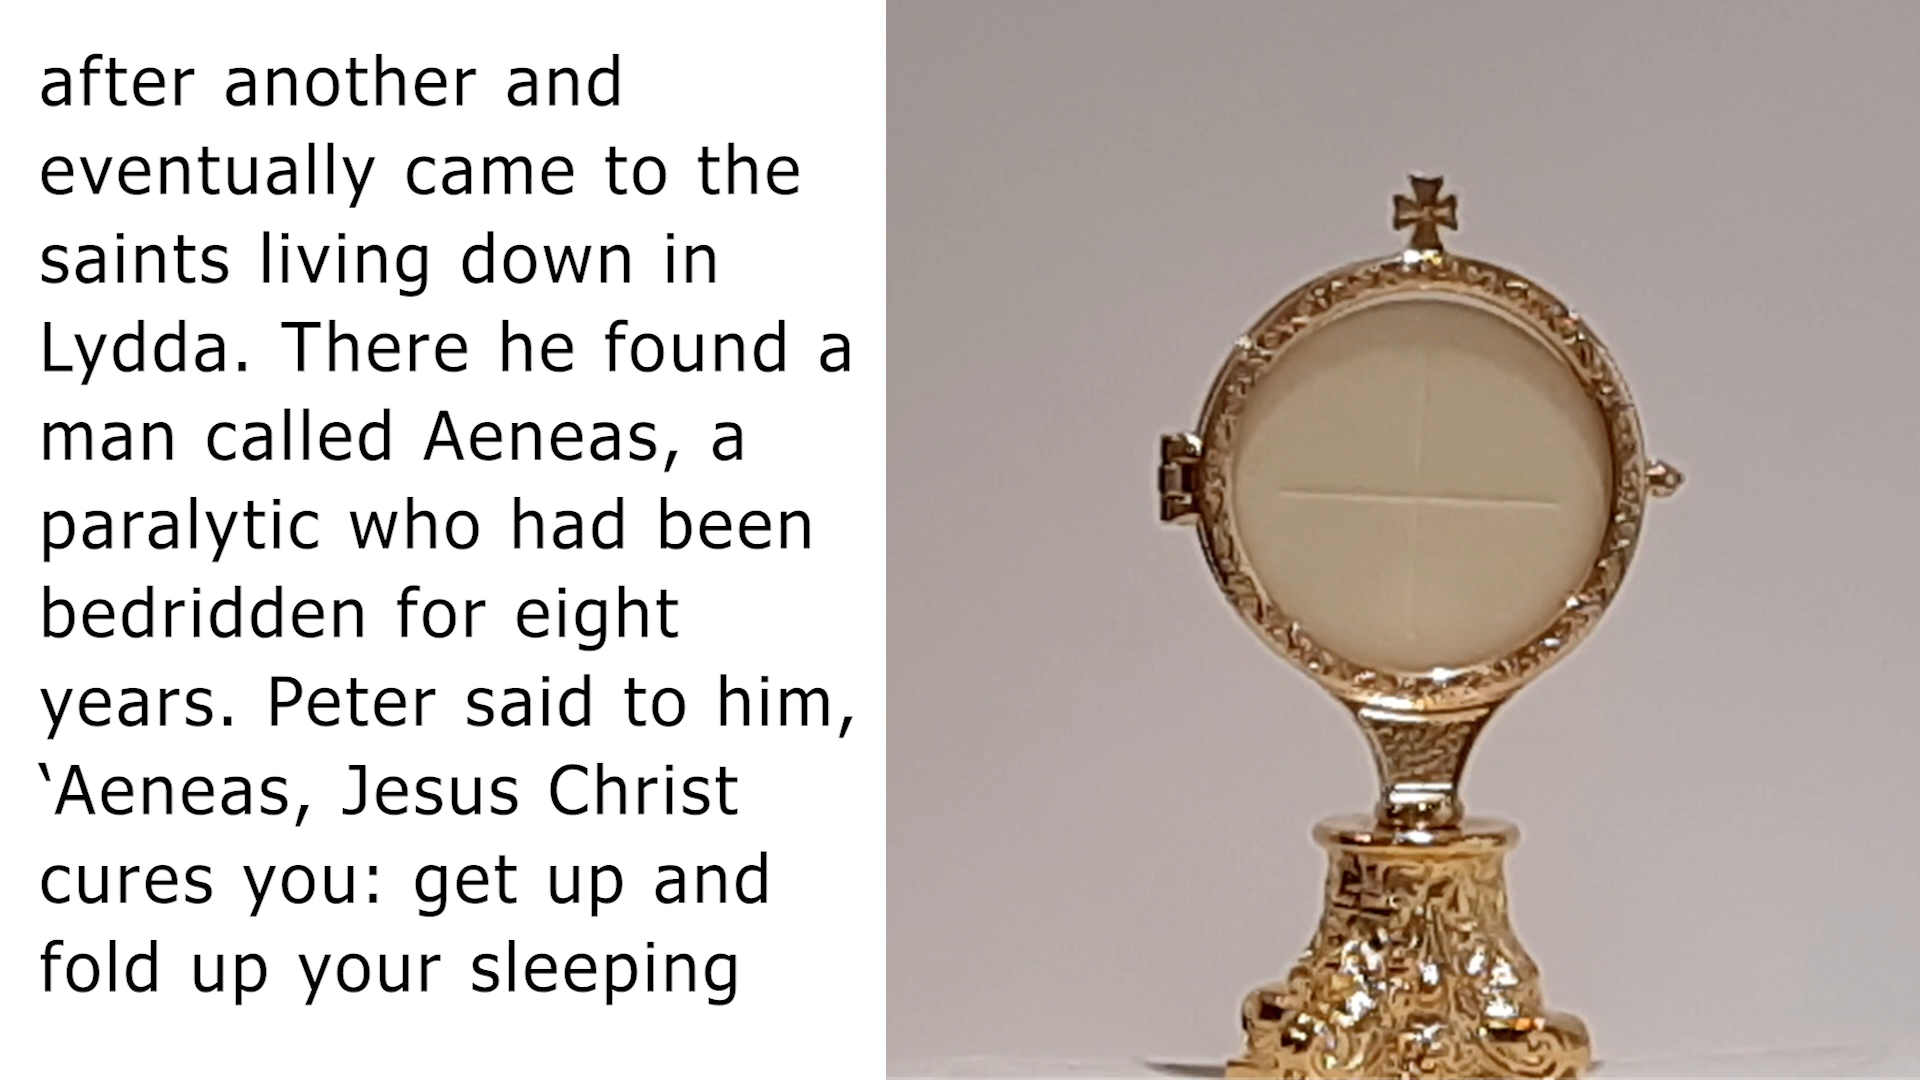 after another and
eventually came to the
saints living down in
Lydda. There he found a
man called Aeneas, a
paralytic who had been
bedridden for eight
years. Peter said to him,
‘Aeneas, Jesus Christ
cures you: get up and
fold up your sleeping